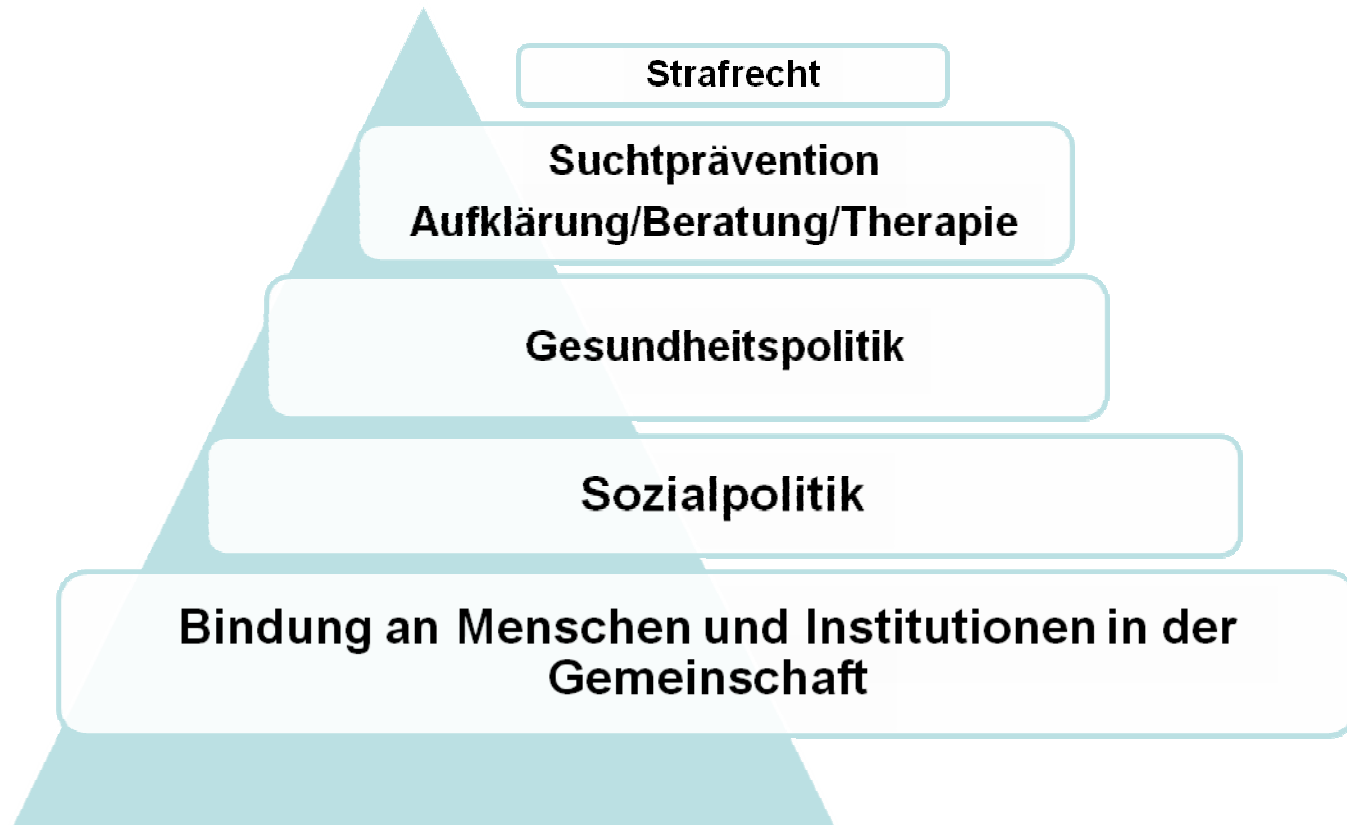 Strafrecht
Suchtprävention
Aufklärung/Beratung/Therapie
Gesundheitspolitik
Sozialpolitik
Bindung an Menschen und Institutionen in der
Gemeinschaft